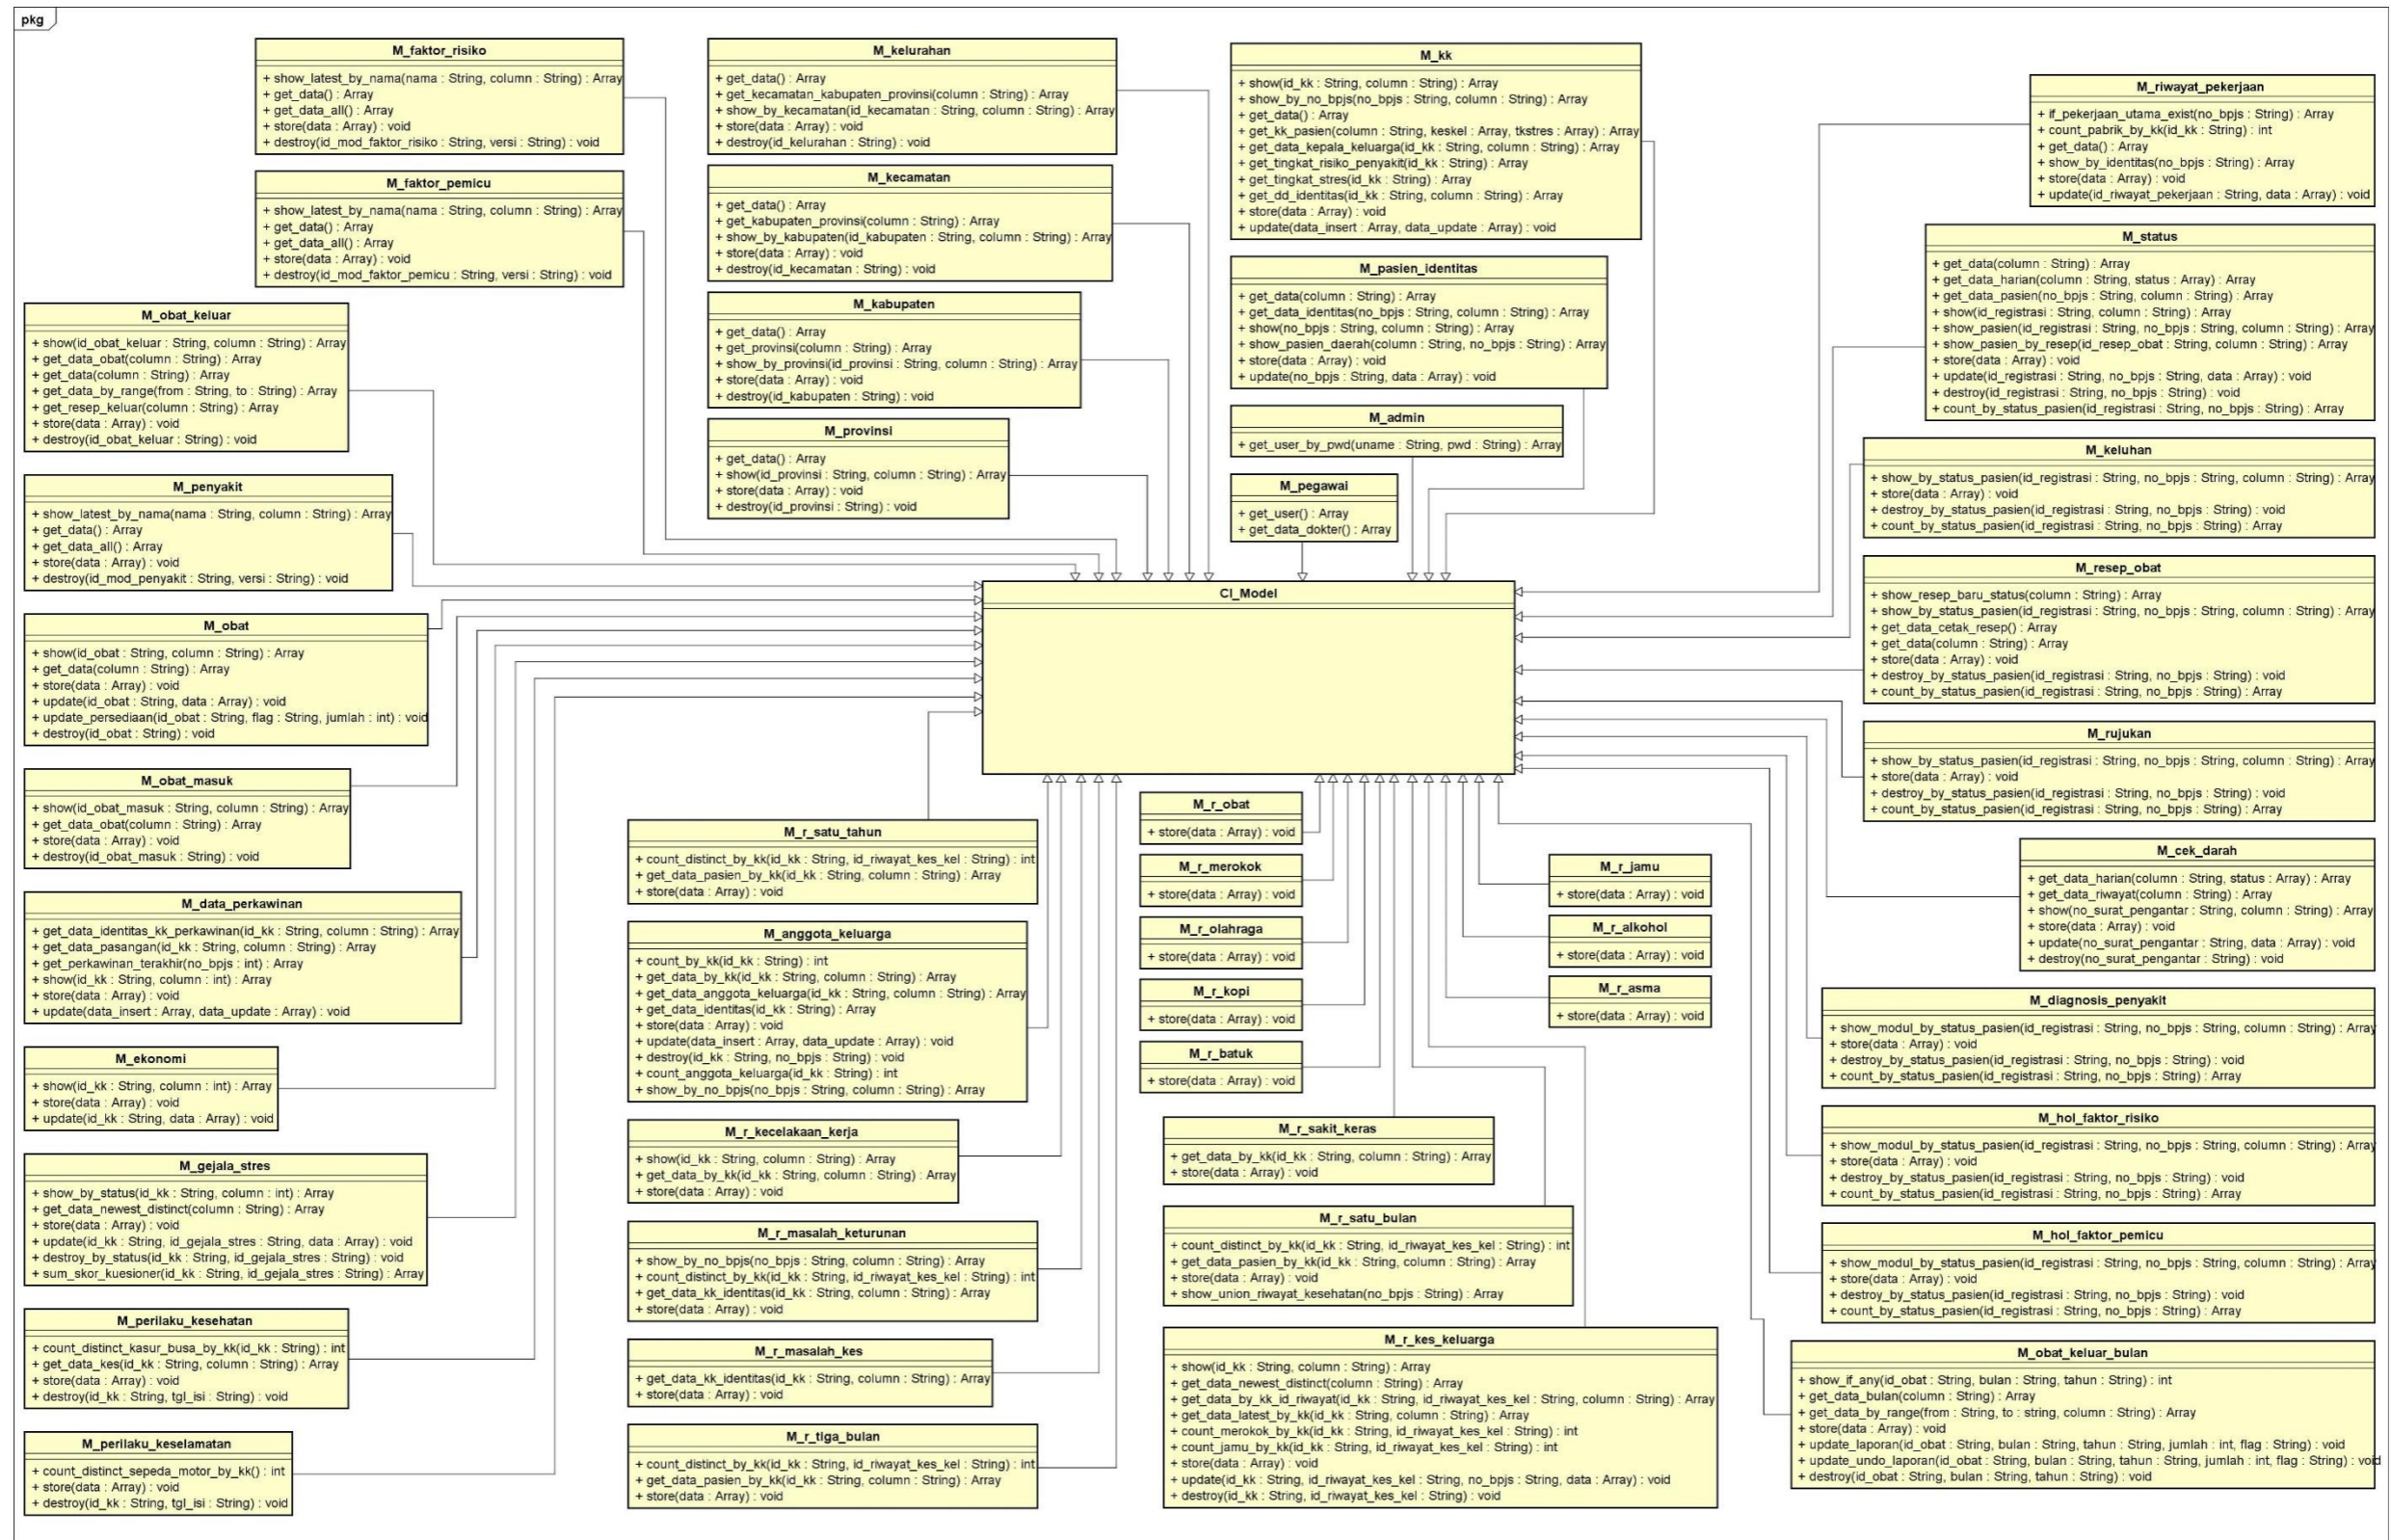 pkg
M_faktor_risiko
+ show_latest_by_nama(nama : String, column : String) : Array
+ get_data() : Array
+ get_data_all() : Array
+ store(data : Array) : void
+ destroy(id_mod_faktor_risiko : String, versi : String) : void
M_faktor_pemicu
+ show_latest_by_nama(nama : String, column : String) : Array
+ get_data() : Array
+ get_data_all() : Array
+ store(data : Array) : void
+ destroy(id_mod_faktor_pemicu : String, versi : String) : void
M_obat_keluar
+ show(id_obat_keluar : String, column : String) : Array
+ get_data_obat(column : String) : Array
+ get_data(column : String) : Array
+ get_data_by_range(from : String, to : String) : Array
+ get_resep_keluar(column : String) : Array
+ store(data : Array) : void
+ destroy(id_obat_keluar : String) : void
M_penyakit
+ show_latest_by_nama(nama : String, column : String) : Array
+ get_data() : Array
+ get_data_all() : Array
+ store(data : Array) : void
+ destroy(id_mod_penyakit : String, versi : String) : void
M_obat
+ show(id_obat : String, column : String) : Array
+ get_data(column : String) : Array
+ store(data : Array) : void
+ update(id_obat : String, data : Array) : void
+ update_persediaan(id_obat : String, flag : String, jumlah : int) : void
+ destroy(id_obat : String) : void
M_obat_masuk
+ show(id_obat_masuk : String, column : String) : Array
+ get_data_obat(column : String) : Array
+ store(data : Array) : void
+ destroy(id_obat_masuk : String) : void
M_data_perkawinan
+ get_data_identitas_kk_perkawinan(id_kk : String, column : String) : Array
+ get_data_pasangan(id_kk : String, column : String) : Array
+ get_perkawinan_terakhir(no_bpjs : int) : Array
+ show(id_kk : String, column : int) : Array
+ store(data : Array) : void
+ update(data_insert : Array, data_update : Array) : void
M_ekonomi
+ show(id_kk : String, column : int) : Array
+ store(data : Array) : void
+ update(id_kk : String, data : Array) : void
M_gejala_stres
+ show_by_status(id_kk : String, column : int) : Array
+ get_data_newest_distinct(column : String) : Array
+ store(data : Array) : void
+ update(id_kk : String, id_gejala_stres : String, data : Array) : void
+ destroy_by_status(id_kk : String, id_gejala_stres : String) : void
+ sum_skor_kuesioner(id_kk : String, id_gejala_stres : String) : Array
M_perilaku_kesehatan
+ count_distinct_kasur_busa_by_kk(id_kk : String) : int
+ get_data_kes(id_kk : String, column : String) : Array
+ store(data : Array) : void
+ destroy(id_kk : String, tgl_isi : String) : void
M_perilaku_keselamatan
+ count_distinct_sepeda_motor_by_kk() : int
+ store(data : Array) : void
+ destroy(id_kk : String, tgl_isi : String) : void
M_kelurahan
+ get_data() : Array
+ get_kecamatan_kabupaten_provinsi(column : String) : Array
+ show_by_kecamatan(id_kecamatan : String, column : String) : Array
+ store(data : Array) : void
+ destroy(id_kelurahan : String) : void
M_kecamatan
+ get_data() : Array
+ get_kabupaten_provinsi(column : String) : Array
+ show_by_kabupaten(id_kabupaten : String, column : String) : Array
+ store(data : Array) : void
+ destroy(id_kecamatan : String) : void
M_kabupaten
+ get_data() : Array
+ get_provinsi(column : String) : Array
+ show_by_provinsi(id_provinsi : String, column : String) : Array
+ store(data : Array) : void
+ destroy(id_kabupaten : String) : void
M_provinsi
+ get_data() : Array
+ show(id_provinsi : String, column : String) : Array
+ store(data : Array) : void
+ destroy(id_provinsi : String) : void
M_kk
+ show(id_kk : String, column : String) : Array
+ show_by_no_bpjs(no_bpjs : String, column : String) : Array
+ get_data() : Array
+ get_kk_pasien(column : String, keskel : Array, tkstres : Array) : Array
+ get_data_kepala_keluarga(id_kk : String, column : String) : Array
+ get_tingkat_risiko_penyakit(id_kk : String) : Array
+ get_tingkat_stres(id_kk : String) : Array
+ get_dd_identitas(id_kk : String, column : String) : Array
+ store(data : Array) : void
+ update(data_insert : Array, data_update : Array) : void
M_pasien_identitas
+ get_data(column : String) : Array
+ get_data_identitas(no_bpjs : String, column : String) : Array
+ show(no_bpjs : String, column : String) : Array
+ show_pasien_daerah(column : String, no_bpjs : String) : Array
+ store(data : Array) : void
+ update(no_bpjs : String, data : Array) : void
M_admin
+ get_user_by_pwd(uname : String, pwd : String) : Array
M_pegawai
+ get_user() : Array
+ get_data_dokter() : Array
CI_Model
M_r_satu_tahun
+ count_distinct_by_kk(id_kk : String, id_riwayat_kes_kel : String) : int
+ get_data_pasien_by_kk(id_kk : String, column : String) : Array
+ store(data : Array) : void
M_anggota_keluarga
+ count_by_kk(id_kk : String) : int
+ get_data_by_kk(id_kk : String, column : String) : Array
+ get_data_anggota_keluarga(id_kk : String, column : String) : Array
+ get_data_identitas(id_kk : String) : Array
+ store(data : Array) : void
+ update(data_insert : Array, data_update : Array) : void
+ destroy(id_kk : String, no_bpjs : String) : void
+ count_anggota_keluarga(id_kk : String) : int
+ show_by_no_bpjs(no_bpjs : String, column : String) : Array
M_r_kecelakaan_kerja
+ show(id_kk : String, column : String) : Array
+ get_data_by_kk(id_kk : String, column : String) : Array
+ store(data : Array) : void
M_r_masalah_keturunan
+ show_by_no_bpjs(no_bpjs : String, column : String) : Array
+ count_distinct_by_kk(id_kk : String, id_riwayat_kes_kel : String) : int
+ get_data_kk_identitas(id_kk : String, column : String) : Array
+ store(data : Array) : void
M_r_masalah_kes
+ get_data_kk_identitas(id_kk : String, column : String) : Array
+ store(data : Array) : void
M_r_tiga_bulan
+ count_distinct_by_kk(id_kk : String, id_riwayat_kes_kel : String) : int
+ get_data_pasien_by_kk(id_kk : String, column : String) : Array
+ store(data : Array) : void
M_r_obat
+ store(data : Array) : void
M_r_merokok
+ store(data : Array) : void
M_r_olahraga
+ store(data : Array) : void
M_r_kopi
+ store(data : Array) : void
M_r_batuk
+ store(data : Array) : void
M_r_jamu
+ store(data : Array) : void
M_r_alkohol
+ store(data : Array) : void
M_r_asma
+ store(data : Array) : void
M_r_sakit_keras
+ get_data_by_kk(id_kk : String, column : String) : Array
+ store(data : Array) : void
M_r_satu_bulan
+ count_distinct_by_kk(id_kk : String, id_riwayat_kes_kel : String) : int
+ get_data_pasien_by_kk(id_kk : String, column : String) : Array
+ store(data : Array) : void
+ show_union_riwayat_kesehatan(no_bpjs : String) : Array
M_r_kes_keluarga
+ show(id_kk : String, column : String) : Array
+ get_data_newest_distinct(column : String) : Array
+ get_data_by_kk_id_riwayat(id_kk : String, id_riwayat_kes_kel : String, column : String) : Array
+ get_data_latest_by_kk(id_kk : String, column : String) : Array
+ count_merokok_by_kk(id_kk : String, id_riwayat_kes_kel : String) : int
+ count_jamu_by_kk(id_kk : String, id_riwayat_kes_kel : String) : int
+ store(data : Array) : void
+ update(id_kk : String, id_riwayat_kes_kel : String, no_bpjs : String, data : Array) : void
+ destroy(id_kk : String, id_riwayat_kes_kel : String) : void
M_riwayat_pekerjaan
+ if_pekerjaan_utama_exist(no_bpjs : String) : Array
+ count_pabrik_by_kk(id_kk : String) : int
+ get_data() : Array
+ show_by_identitas(no_bpjs : String) : Array
+ store(data : Array) : void
+ update(id_riwayat_pekerjaan : String, data : Array) : void
M_status
+ get_data(column : String) : Array
+ get_data_harian(column : String, status : Array) : Array
+ get_data_pasien(no_bpjs : String, column : String) : Array
+ show(id_registrasi : String, column : String) : Array
+ show_pasien(id_registrasi : String, no_bpjs : String, column : String) : Array
+ show_pasien_by_resep(id_resep_obat : String, column : String) : Array
+ store(data : Array) : void
+ update(id_registrasi : String, no_bpjs : String, data : Array) : void
+ destroy(id_registrasi : String, no_bpjs : String) : void
+ count_by_status_pasien(id_registrasi : String, no_bpjs : String) : Array
M_keluhan
+ show_by_status_pasien(id_registrasi : String, no_bpjs : String, column : String) : Array
+ store(data : Array) : void
+ destroy_by_status_pasien(id_registrasi : String, no_bpjs : String) : void
+ count_by_status_pasien(id_registrasi : String, no_bpjs : String) : Array
M_resep_obat
+ show_resep_baru_status(column : String) : Array
+ show_by_status_pasien(id_registrasi : String, no_bpjs : String, column : String) : Array
+ get_data_cetak_resep() : Array
+ get_data(column : String) : Array
+ store(data : Array) : void
+ destroy_by_status_pasien(id_registrasi : String, no_bpjs : String) : void
+ count_by_status_pasien(id_registrasi : String, no_bpjs : String) : Array
M_rujukan
+ show_by_status_pasien(id_registrasi : String, no_bpjs : String, column : String) : Array
+ store(data : Array) : void
+ destroy_by_status_pasien(id_registrasi : String, no_bpjs : String) : void
+ count_by_status_pasien(id_registrasi : String, no_bpjs : String) : Array
M_cek_darah
+ get_data_harian(column : String, status : Array) : Array
+ get_data_riwayat(column : String) : Array
+ show(no_surat_pengantar : String, column : String) : Array
+ store(data : Array) : void
+ update(no_surat_pengantar : String, data : Array) : void
+ destroy(no_surat_pengantar : String) : void
M_diagnosis_penyakit
+ show_modul_by_status_pasien(id_registrasi : String, no_bpjs : String, column : String) : Array
+ store(data : Array) : void
+ destroy_by_status_pasien(id_registrasi : String, no_bpjs : String) : void
+ count_by_status_pasien(id_registrasi : String, no_bpjs : String) : Array
M_hol_faktor_risiko
+ show_modul_by_status_pasien(id_registrasi : String, no_bpjs : String, column : String) : Array
+ store(data : Array) : void
+ destroy_by_status_pasien(id_registrasi : String, no_bpjs : String) : void
+ count_by_status_pasien(id_registrasi : String, no_bpjs : String) : Array
M_hol_faktor_pemicu
+ show_modul_by_status_pasien(id_registrasi : String, no_bpjs : String, column : String) : Array
+ store(data : Array) : void
+ destroy_by_status_pasien(id_registrasi : String, no_bpjs : String) : void
+ count_by_status_pasien(id_registrasi : String, no_bpjs : String) : Array
M_obat_keluar_bulan
+ show_if_any(id_obat : String, bulan : String, tahun : String) : int
+ get_data_bulan(column : String) : Array
+ get_data_by_range(from : String, to : string, column : String) : Array
+ store(data : Array) : void
+ update_laporan(id_obat : String, bulan : String, tahun : String, jumlah : int, flag : String) : void
+ update_undo_laporan(id_obat : String, bulan : String, tahun : String, jumlah : int, flag : String) : void
+ destroy(id_obat : String, bulan : String, tahun : String) : void